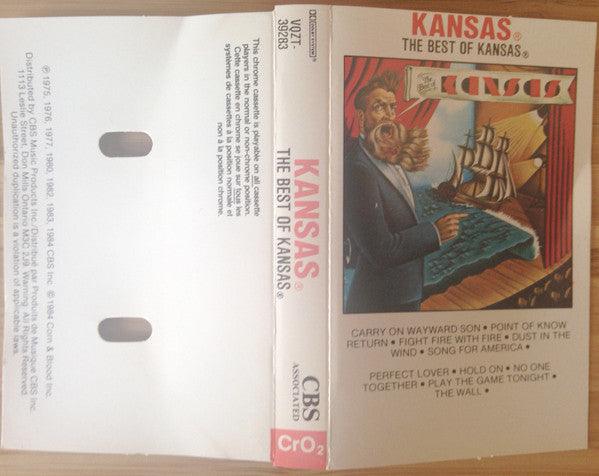 KANSAS®
THE BEST OF KANSAS®
The
Best of
KANSAS
CARRY ON WAYWARD SON • POINT OF KNOW
RETURN • FIGHT FIRE WITH FIRE • DUST IN THE
WIND • SONG FOR AMERICA •
PERFECT LOVER • HOLD ON • NO ONE
TOGETHER • PLAY THE GAME TONIGHT •
THE WALL •
VQZT-
39283
KANSAS®
THE BEST OF KANSAS®
CBS
ASSOCIATED
CrO2
This chrome cassette is playable on all cassette
players in the normal or non-chrome position.
Cette cassette en chrome se joue sur tous les
systèmes de cassettes à la position normale et
non à la position chrome.
℗ 1975, 1976, 1977, 1980, 1982, 1983, 1984 CBS Inc. © 1984 Corn & Blood, Inc.
Distributed by CBS Music Products Inc./Distribué par Produits de Musique CBS Inc.
1113 Leslie Street, Don Mills Ontario M3C 2J9. Warning: All Rights Reserved.
Unauthorized duplication is a violation of applicable laws.